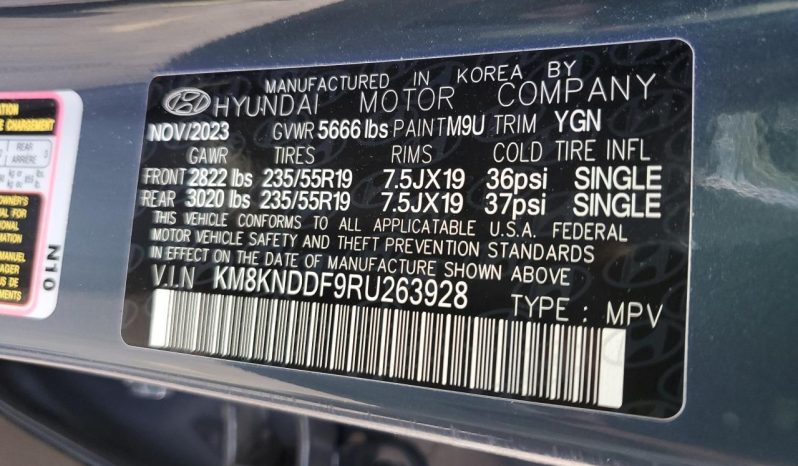 MANUFACTURED IN KOREA BY
HYUNDAI MOTOR COMPANY
NOV/2023 GVWR 5666 lbs PAINT M9U TRIM YGN
GAWR TIRES RIMS COLD TIRE INFL
FRONT 2822 lbs 235/55R19 7.5JX19 36psi SINGLE
REAR 3020 lbs 235/55R19 7.5JX19 37psi SINGLE
THIS VEHICLE CONFORMS TO ALL APPLICATABLE U.S.A. FEDERAL
MOTOR VEHICLE SAFETY AND THEFT PREVENTION STANDARDS
IN EFFECT ON THE DATE OF MANUFACTURE SHOWN ABOVE
V.I.N KM8KNDDF9RU263928
TYPE : MPV
REAR
N10